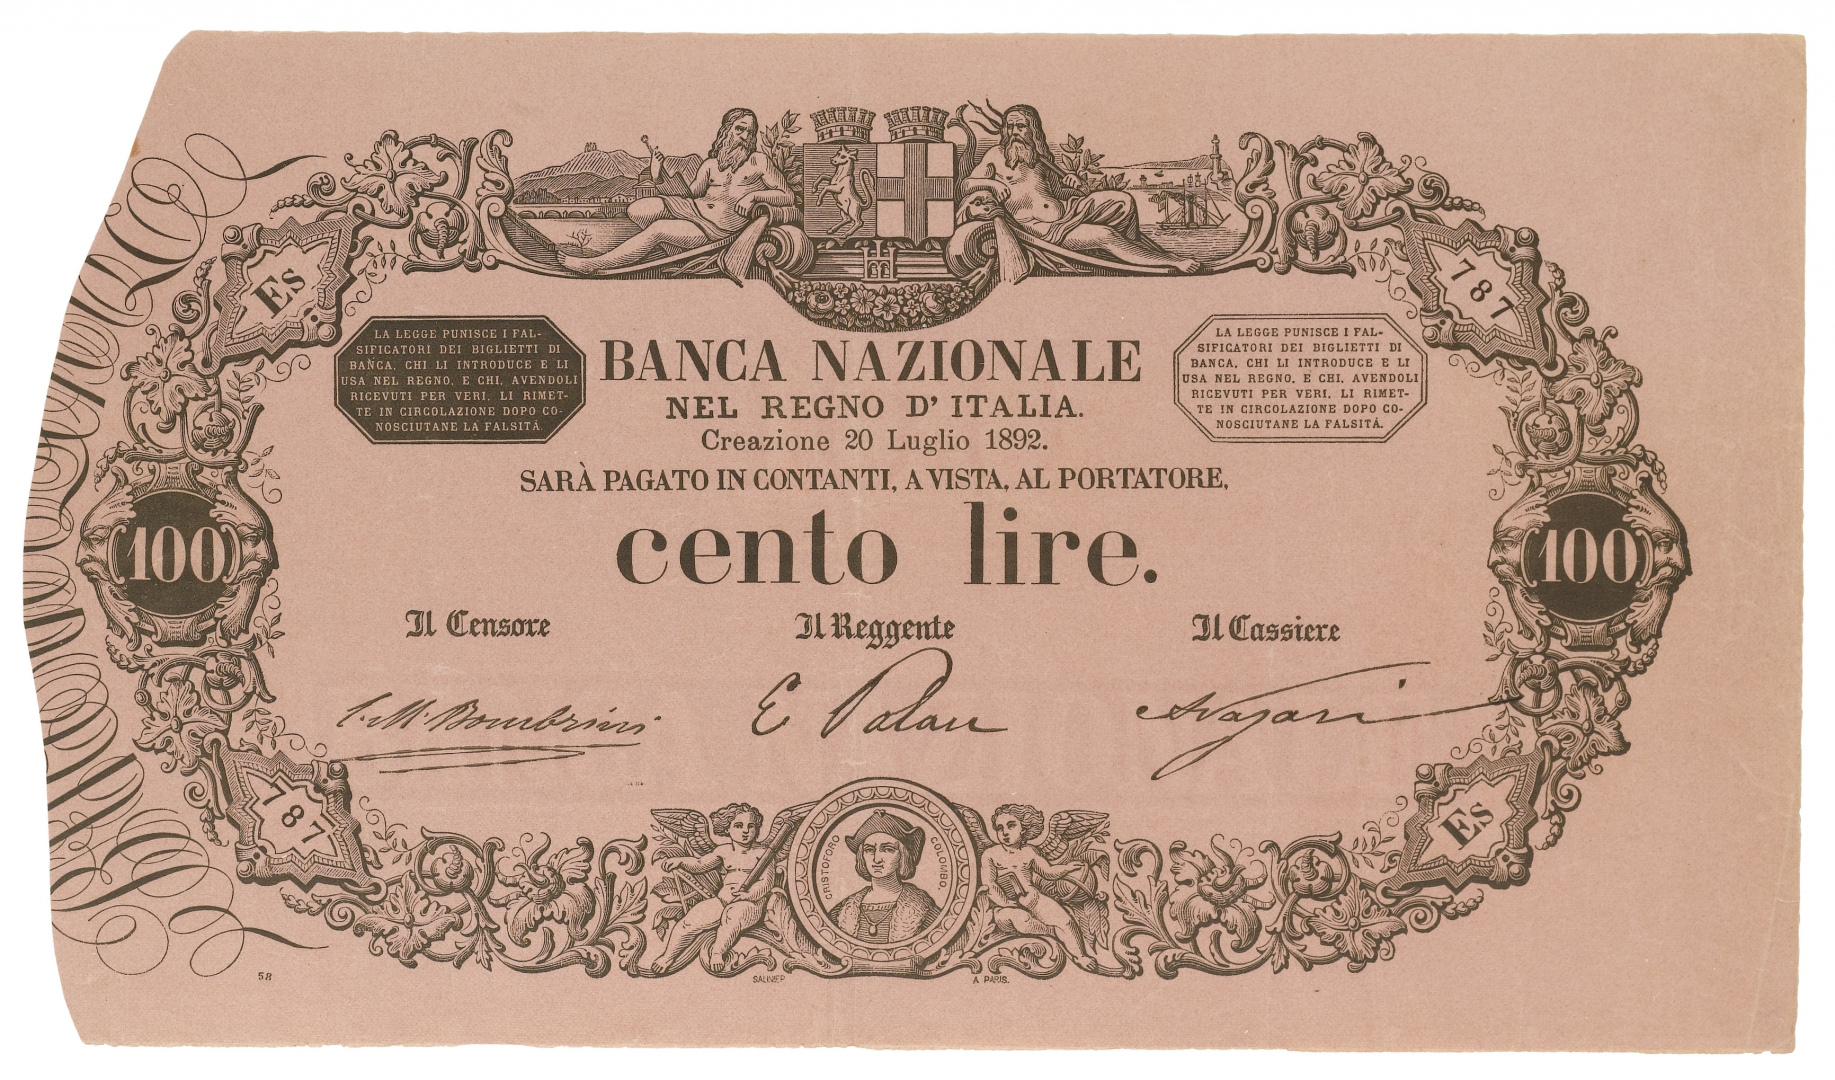 Es
787
LA LEGGE PUNISCE I FAL-
SIFICATORI DEI BIGLIETTI DI
BANCA, CHI LI INTRODUCE E LI
USA NEL REGNO, E CHI, AVENDOLI
RICEVUTI PER VERI, LI RIMET-
TE IN CIRCOLAZIONE DOPO CO-
NOSCIUTANE LA FALSITÀ.
BANCA NAZIONALE
NEL REGNO D'ITALIA.
Creazione 20 Luglio 1892.
LA LEGGE PUNISCE I FAL-
SIFICATORI DEI BIGLIETTI DI
BANCA, CHI LI INTRODUCE E LI
USA NEL REGNO, E CHI, AVENDOLI
RICEVUTI PER VERI, LI RIMET-
TE IN CIRCOLAZIONE DOPO CO-
NOSCIUTANE LA FALSITÀ.
SARÀ PAGATO IN CONTANTI, A VISTA, AL PORTATORE,
cento lire.
100
100
Il Censore
Il Reggente
Il Cassiere
C. M. Bombrini
E Palau
Nazari
787
Es
CRISTOFORO COLOMBO.
58
SAUNIER
A PARIS.